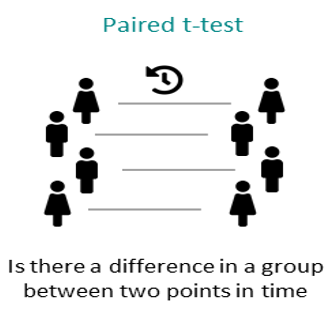 Paired t-test
Is there a difference in a group
between two points in time